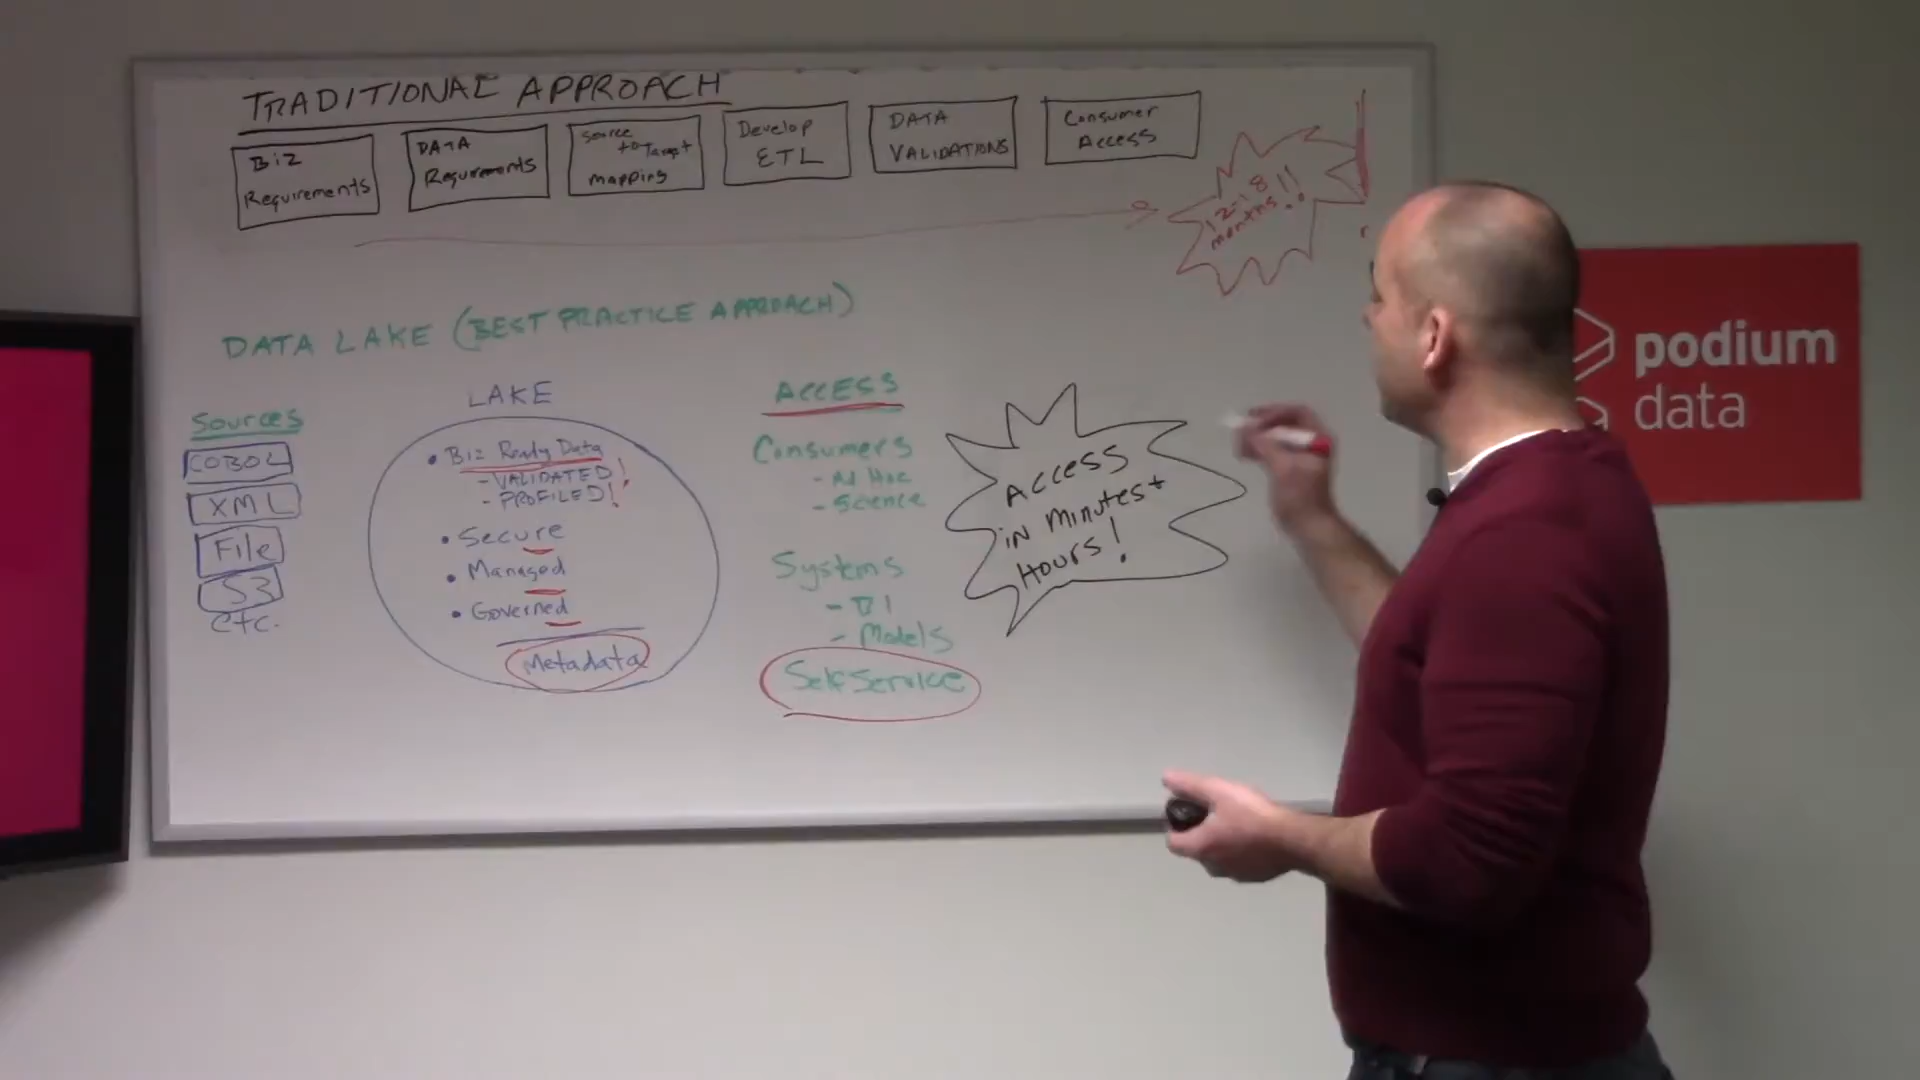 TRADITIONAL APPROACH
Biz
Requirements
DATA
Requirements
Source
to Target
mapping
Develop
ETL
DATA
VALIDATIONS
Consumer
Access
12-18
months!!
DATA LAKE (BEST PRACTICE APPROACH)
Sources
COBOL
XML
File
S3
etc.
LAKE
• Biz Ready Data
- VALIDATED!
- PROFILED!
• Secure
• Managed
• Governed
Metadata
ACCESS
Consumers
- Ad Hoc
- Science
Systems
- BI
- Models
Self Service
ACCESS
in minutes +
Hours!
podium
data